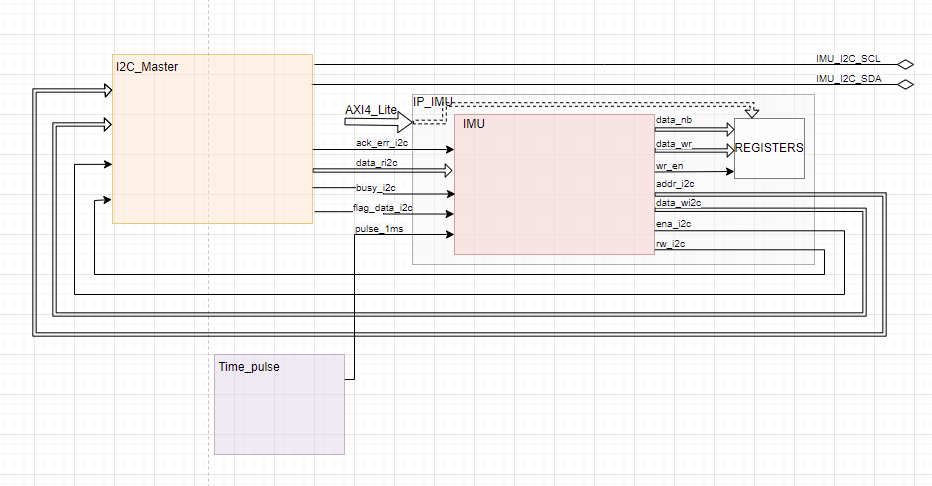 IMU_I2C_SCL
I2C_Master
IMU_I2C_SDA
IP_IMU
AXI4_Lite
IMU
data_nb
ack_err_i2c
data_wr
REGISTERS
data_ri2c
wr_en
busy_i2c
addr_i2c
flag_data_i2c
data_wi2c
pulse_1ms
ena_i2c
rw_i2c
Time_pulse